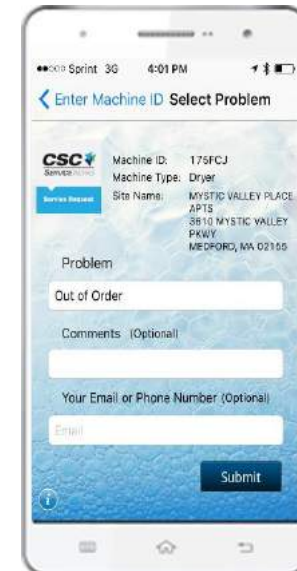 Sprint 3G 4:01 PM
Enter Machine ID Select Problem
CSC
ServiceWorks
Service Request
Machine ID: 175FCJ
Machine Type: Dryer
Site Name: MYSTIC VALLEY PLACE
APTS
3610 MYSTIC VALLEY
PKWY
MEDFORD, MA 02155
Problem
Out of Order
Comments (Optional)
Your Email or Phone Number (Optional)
Email
Submit
i